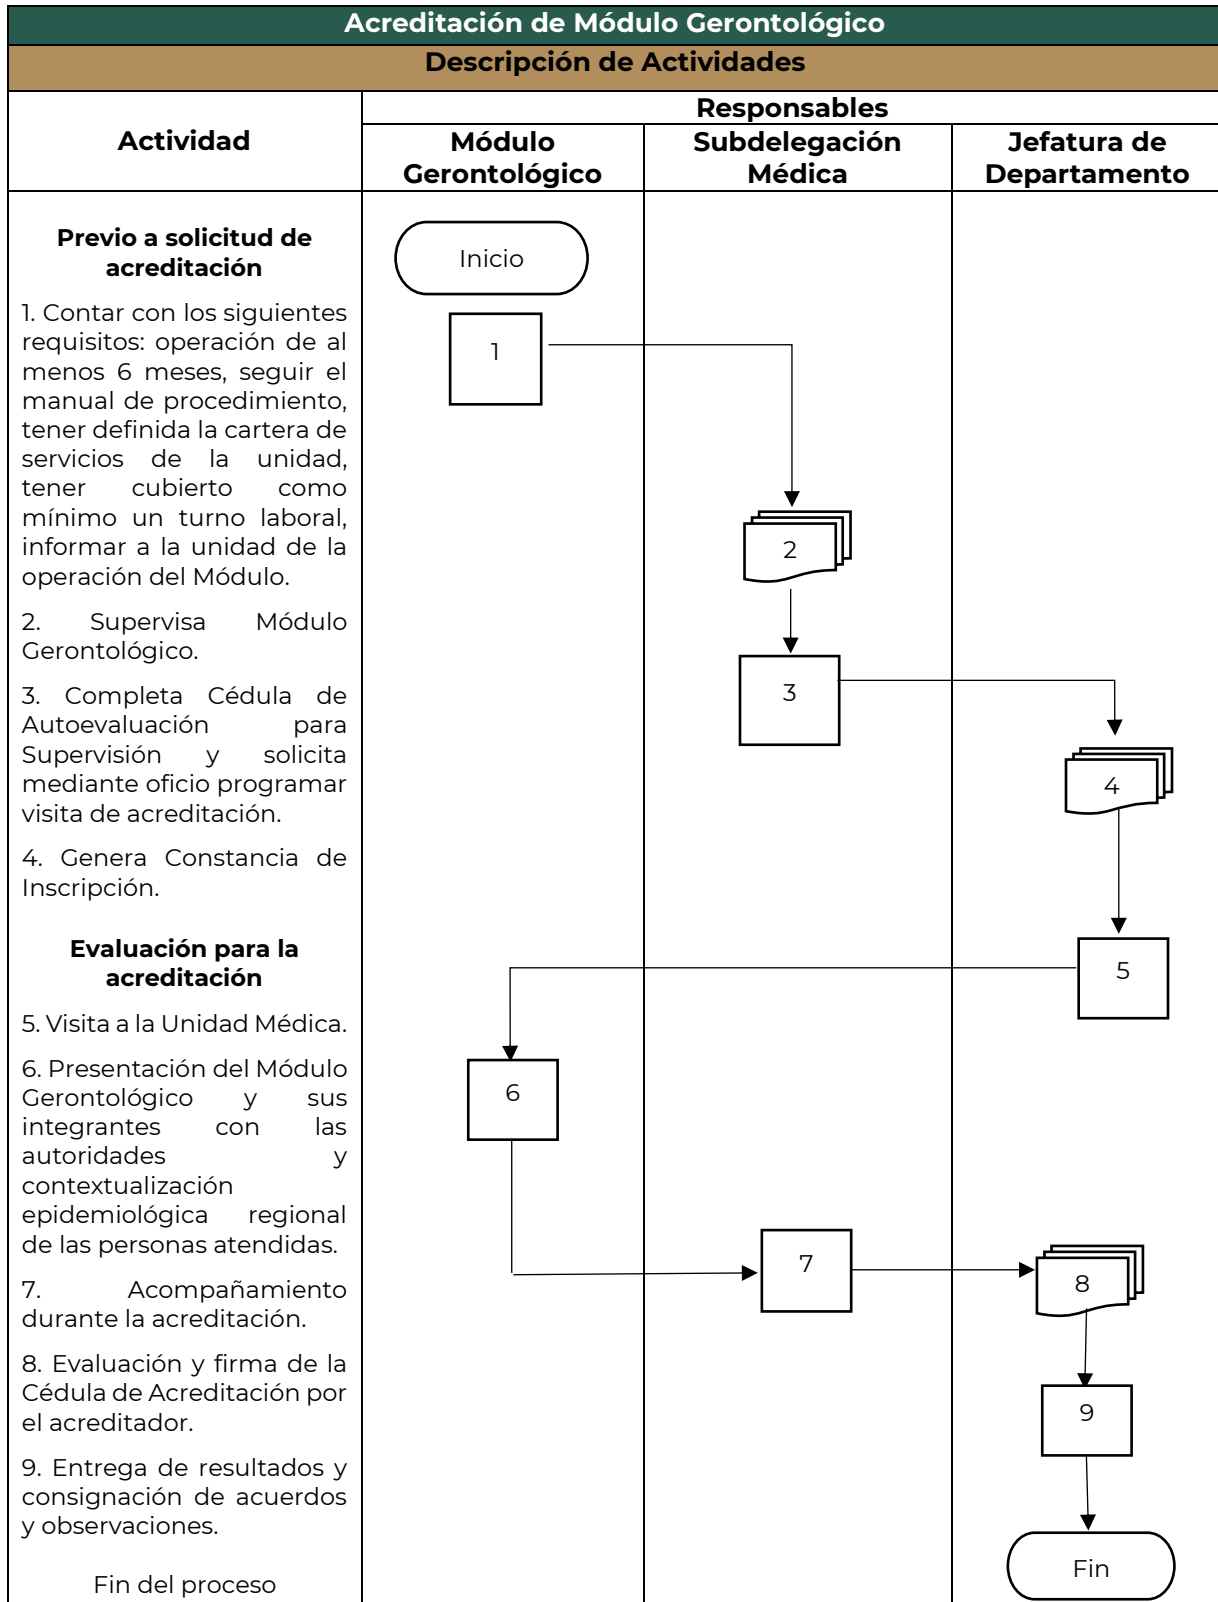 Acreditación de Módulo Gerontológico
Descripción de Actividades
Actividad
Responsables
Módulo
Gerontológico
Subdelegación
Médica
Jefatura de
Departamento
Previo a solicitud de
acreditación
1. Contar con los siguientes
requisitos: operación de al
menos 6 meses, seguir el
manual de procedimiento,
tener definida la cartera de
servicios de la unidad,
tener cubierto como
mínimo un turno laboral,
informar a la unidad de la
operación del Módulo.
2. Supervisa Módulo
Gerontológico.
3. Completa Cédula de
Autoevaluación para
Supervisión y solicita
mediante oficio programar
visita de acreditación.
4. Genera Constancia de
Inscripción.
Evaluación para la
acreditación
5. Visita a la Unidad Médica.
6. Presentación del Módulo
Gerontológico y sus
integrantes con las
autoridades y
contextualización
epidemiológica regional
de las personas atendidas.
7. Acompañamiento
durante la acreditación.
8. Evaluación y firma de la
Cédula de Acreditación por
el acreditador.
9. Entrega de resultados y
consignación de acuerdos
y observaciones.
Fin del proceso
Inicio
1
2
3
4
5
6
7
8
9
Fin